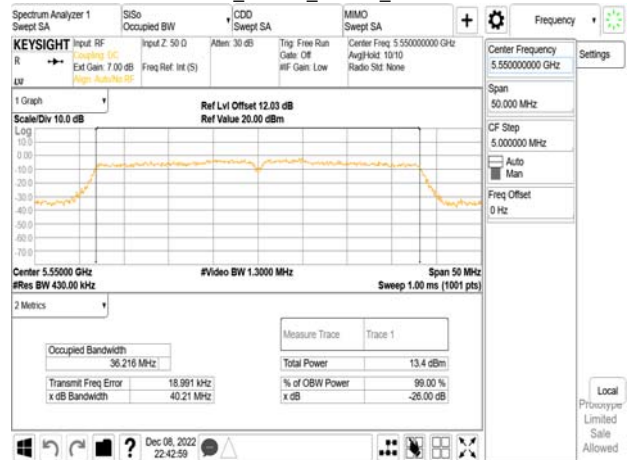 Spectrum Analyzer 1
Swept SA
SISo
Occupied BW
CDD
Swept SA
MIMO
Swept SA
+
Frequency
KEYSIGHT
R
Input: RF
Coupling: DC
Ext Gain: 7.00 dB
Align: Auto/No RF
Input Z: 50 Ω
Freq Ref: Int (S)
Atten: 30 dB
Trig: Free Run
Gate: Off
#IF Gain: Low
Center Freq: 5.550000000 GHz
Avg|Hold: 10/10
Radio Std: None
Center Frequency
5.550000000 GHz
Settings
Span
50.000 MHz
CF Step
5.000000 MHz
Auto
Man
Freq Offset
0 Hz
1 Graph
Scale/Div 10.0 dB
Ref Lvl Offset 12.03 dB
Ref Value 20.00 dBm
Log
10.0
0.00
-10.0
-20.0
-30.0
-40.0
-50.0
-60.0
-70.0
Center 5.55000 GHz
#Res BW 430.00 kHz
#Video BW 1.3000 MHz
Span 50 MHz
Sweep 1.00 ms (1001 pts)
2 Metrics
Measure Trace Trace 1
Occupied Bandwidth
36.216 MHz
Total Power 13.4 dBm
Transmit Freq Error 18.991 kHz
% of OBW Power 99.00 %
x dB Bandwidth 40.21 MHz
x dB -26.00 dB
Local
Prototype
Limited
Sale
Allowed
?
Dec 08, 2022
22:42:59